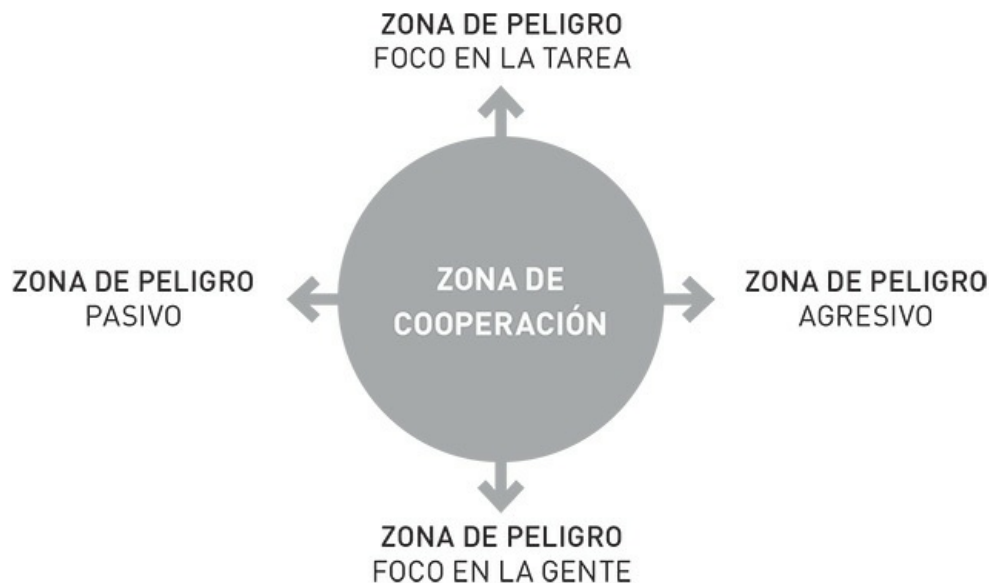 ZONA DE PELIGRO
FOCO EN LA TAREA
ZONA DE PELIGRO
PASIVO
ZONA DE
COOPERACIÓN
ZONA DE PELIGRO
AGRESIVO
ZONA DE PELIGRO
FOCO EN LA GENTE